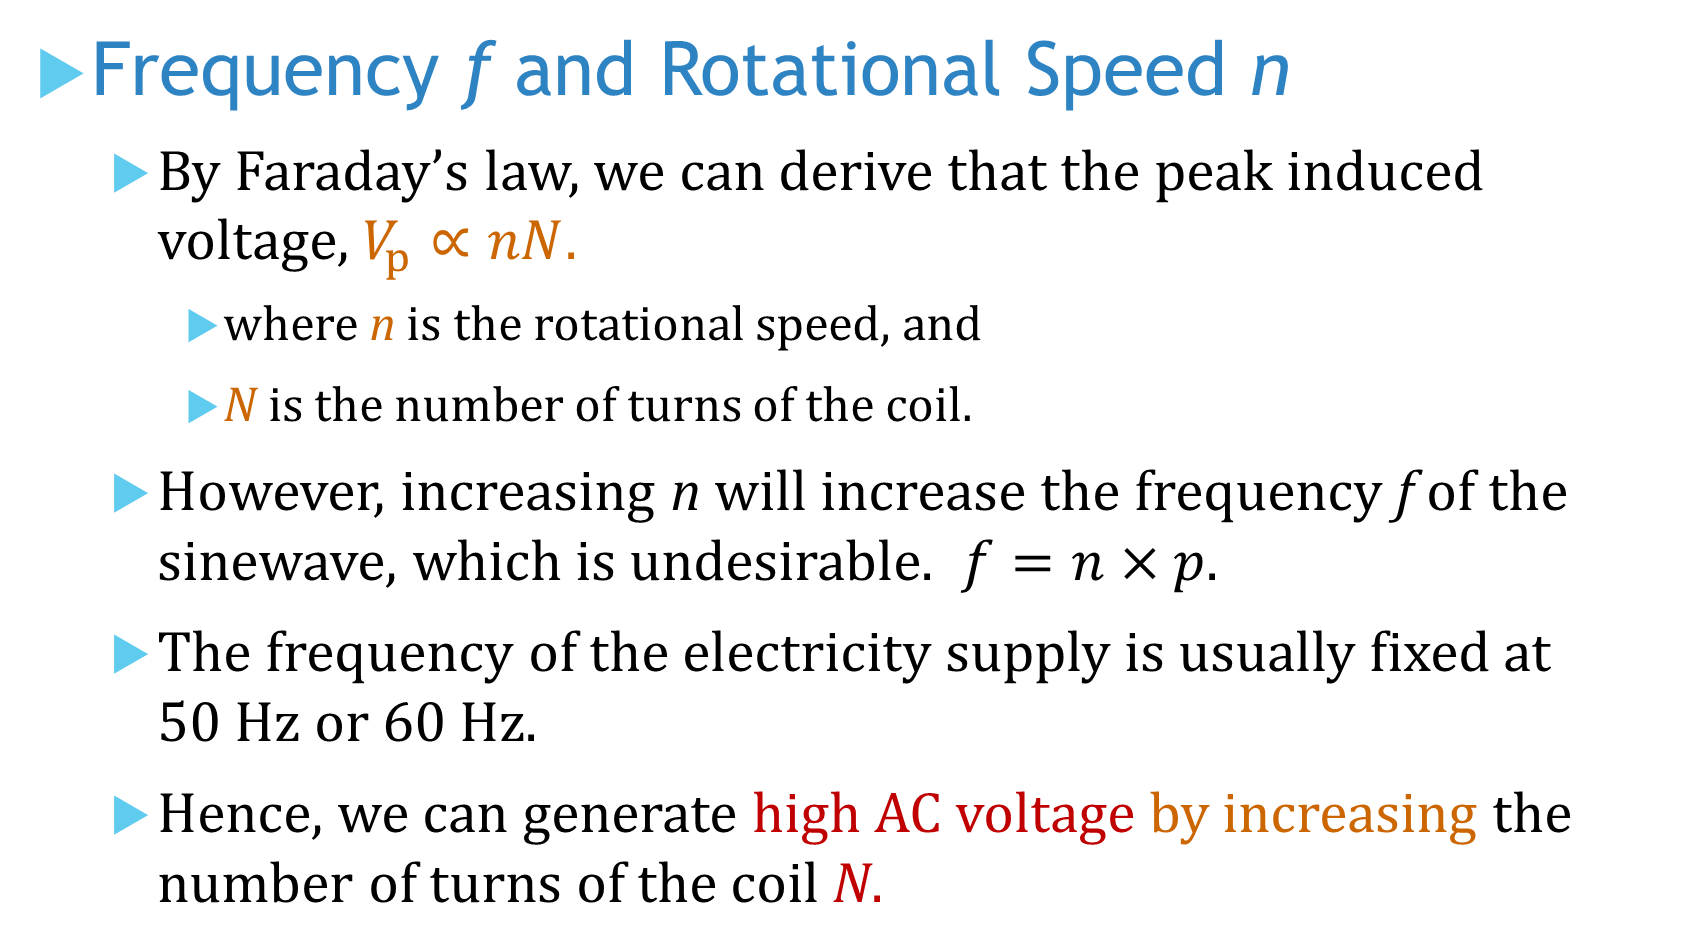 Frequency f and Rotational Speed n
By Faraday’s law, we can derive that the peak induced
voltage, Vp ∝ nN.
where n is the rotational speed, and
N is the number of turns of the coil.
However, increasing n will increase the frequency f of the
sinewave, which is undesirable. f = n × p.
The frequency of the electricity supply is usually fixed at
50 Hz or 60 Hz.
Hence, we can generate high AC voltage by increasing the
number of turns of the coil N.